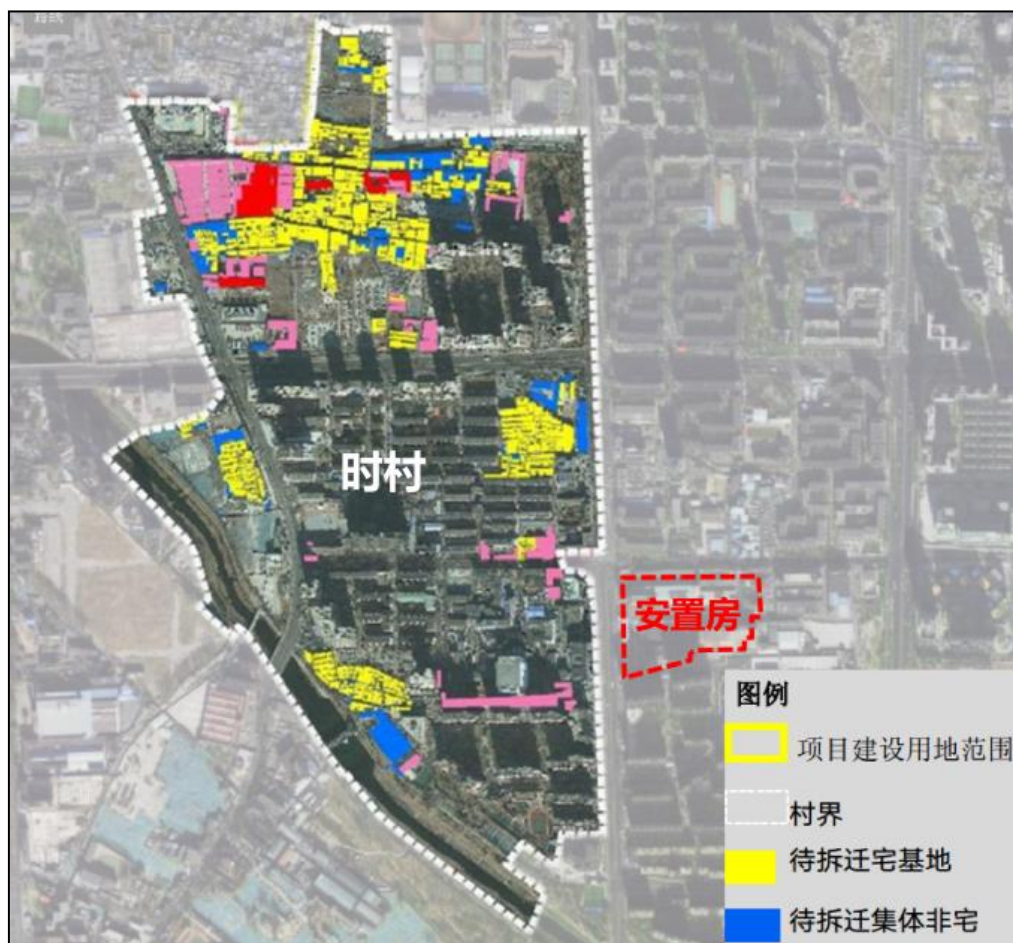 时村
安置房
图例
项目建设用地范围
村界
待拆迁宅基地
待拆迁集体非宅